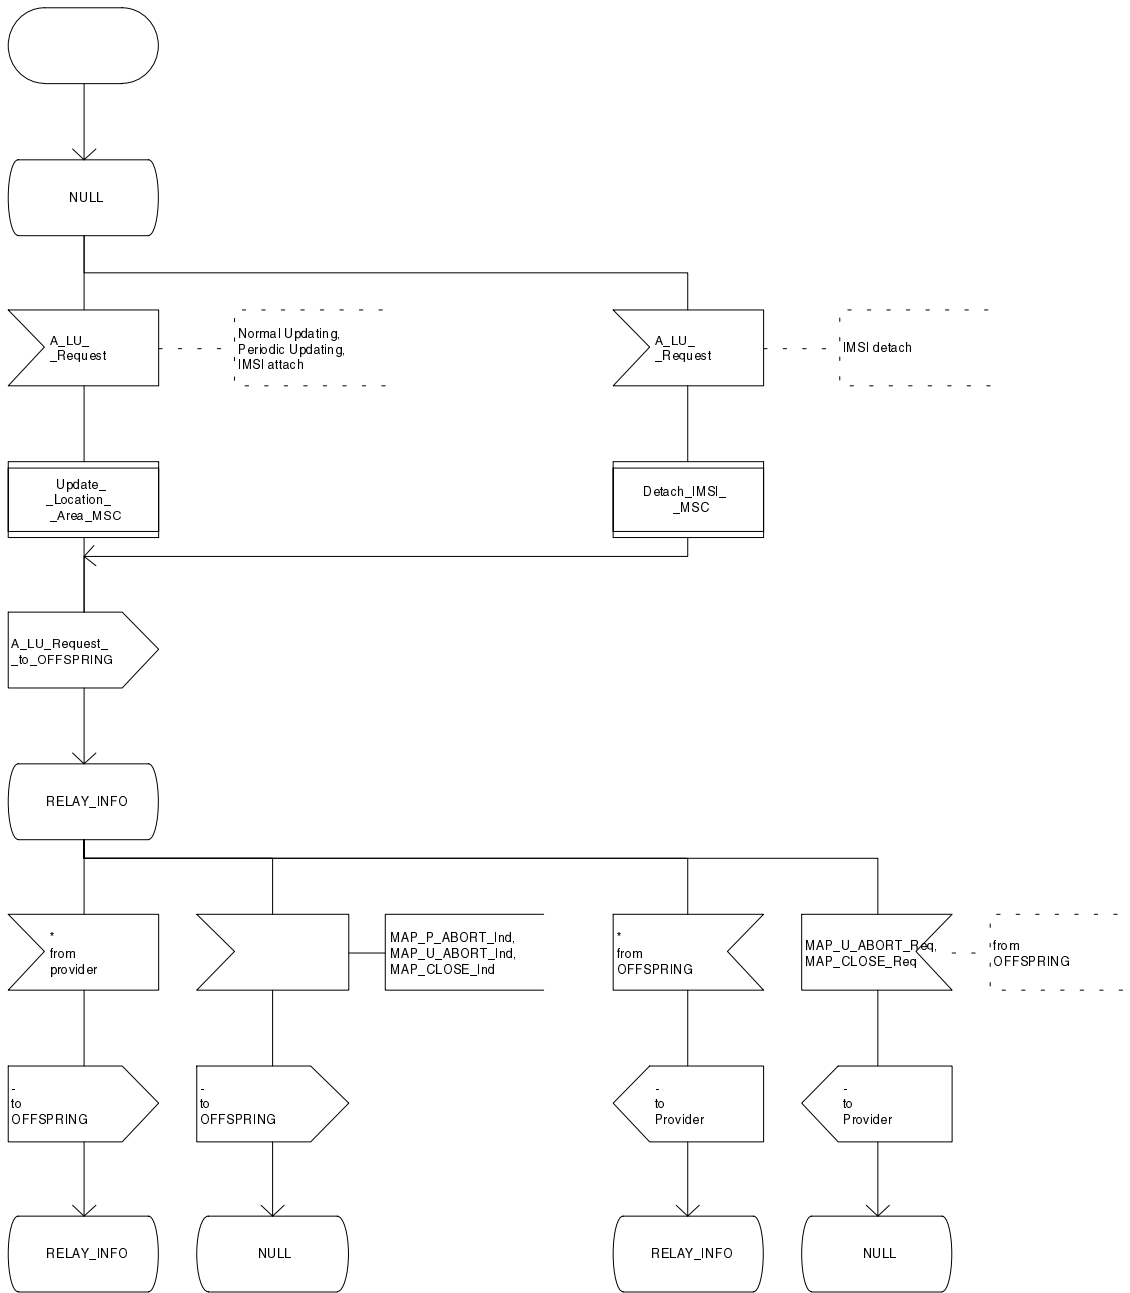 NULL
A_LU_
_Request
Normal Updating,
Periodic Updating,
IMSI attach
A_LU_
_Request
IMSI detach
Update_
_Location_
_Area_MSC
Detach_IMSI_
_MSC
A_LU_Request_
_to_OFFSPRING
RELAY_INFO
*
from
provider
MAP_P_ABORT_Ind,
MAP_U_ABORT_Ind,
MAP_CLOSE_Ind
*
from
OFFSPRING
MAP_U_ABORT_Req,
MAP_CLOSE_Req
from
OFFSPRING
-
to
OFFSPRING
-
to
OFFSPRING
-
to
Provider
-
to
Provider
RELAY_INFO
NULL
RELAY_INFO
NULL